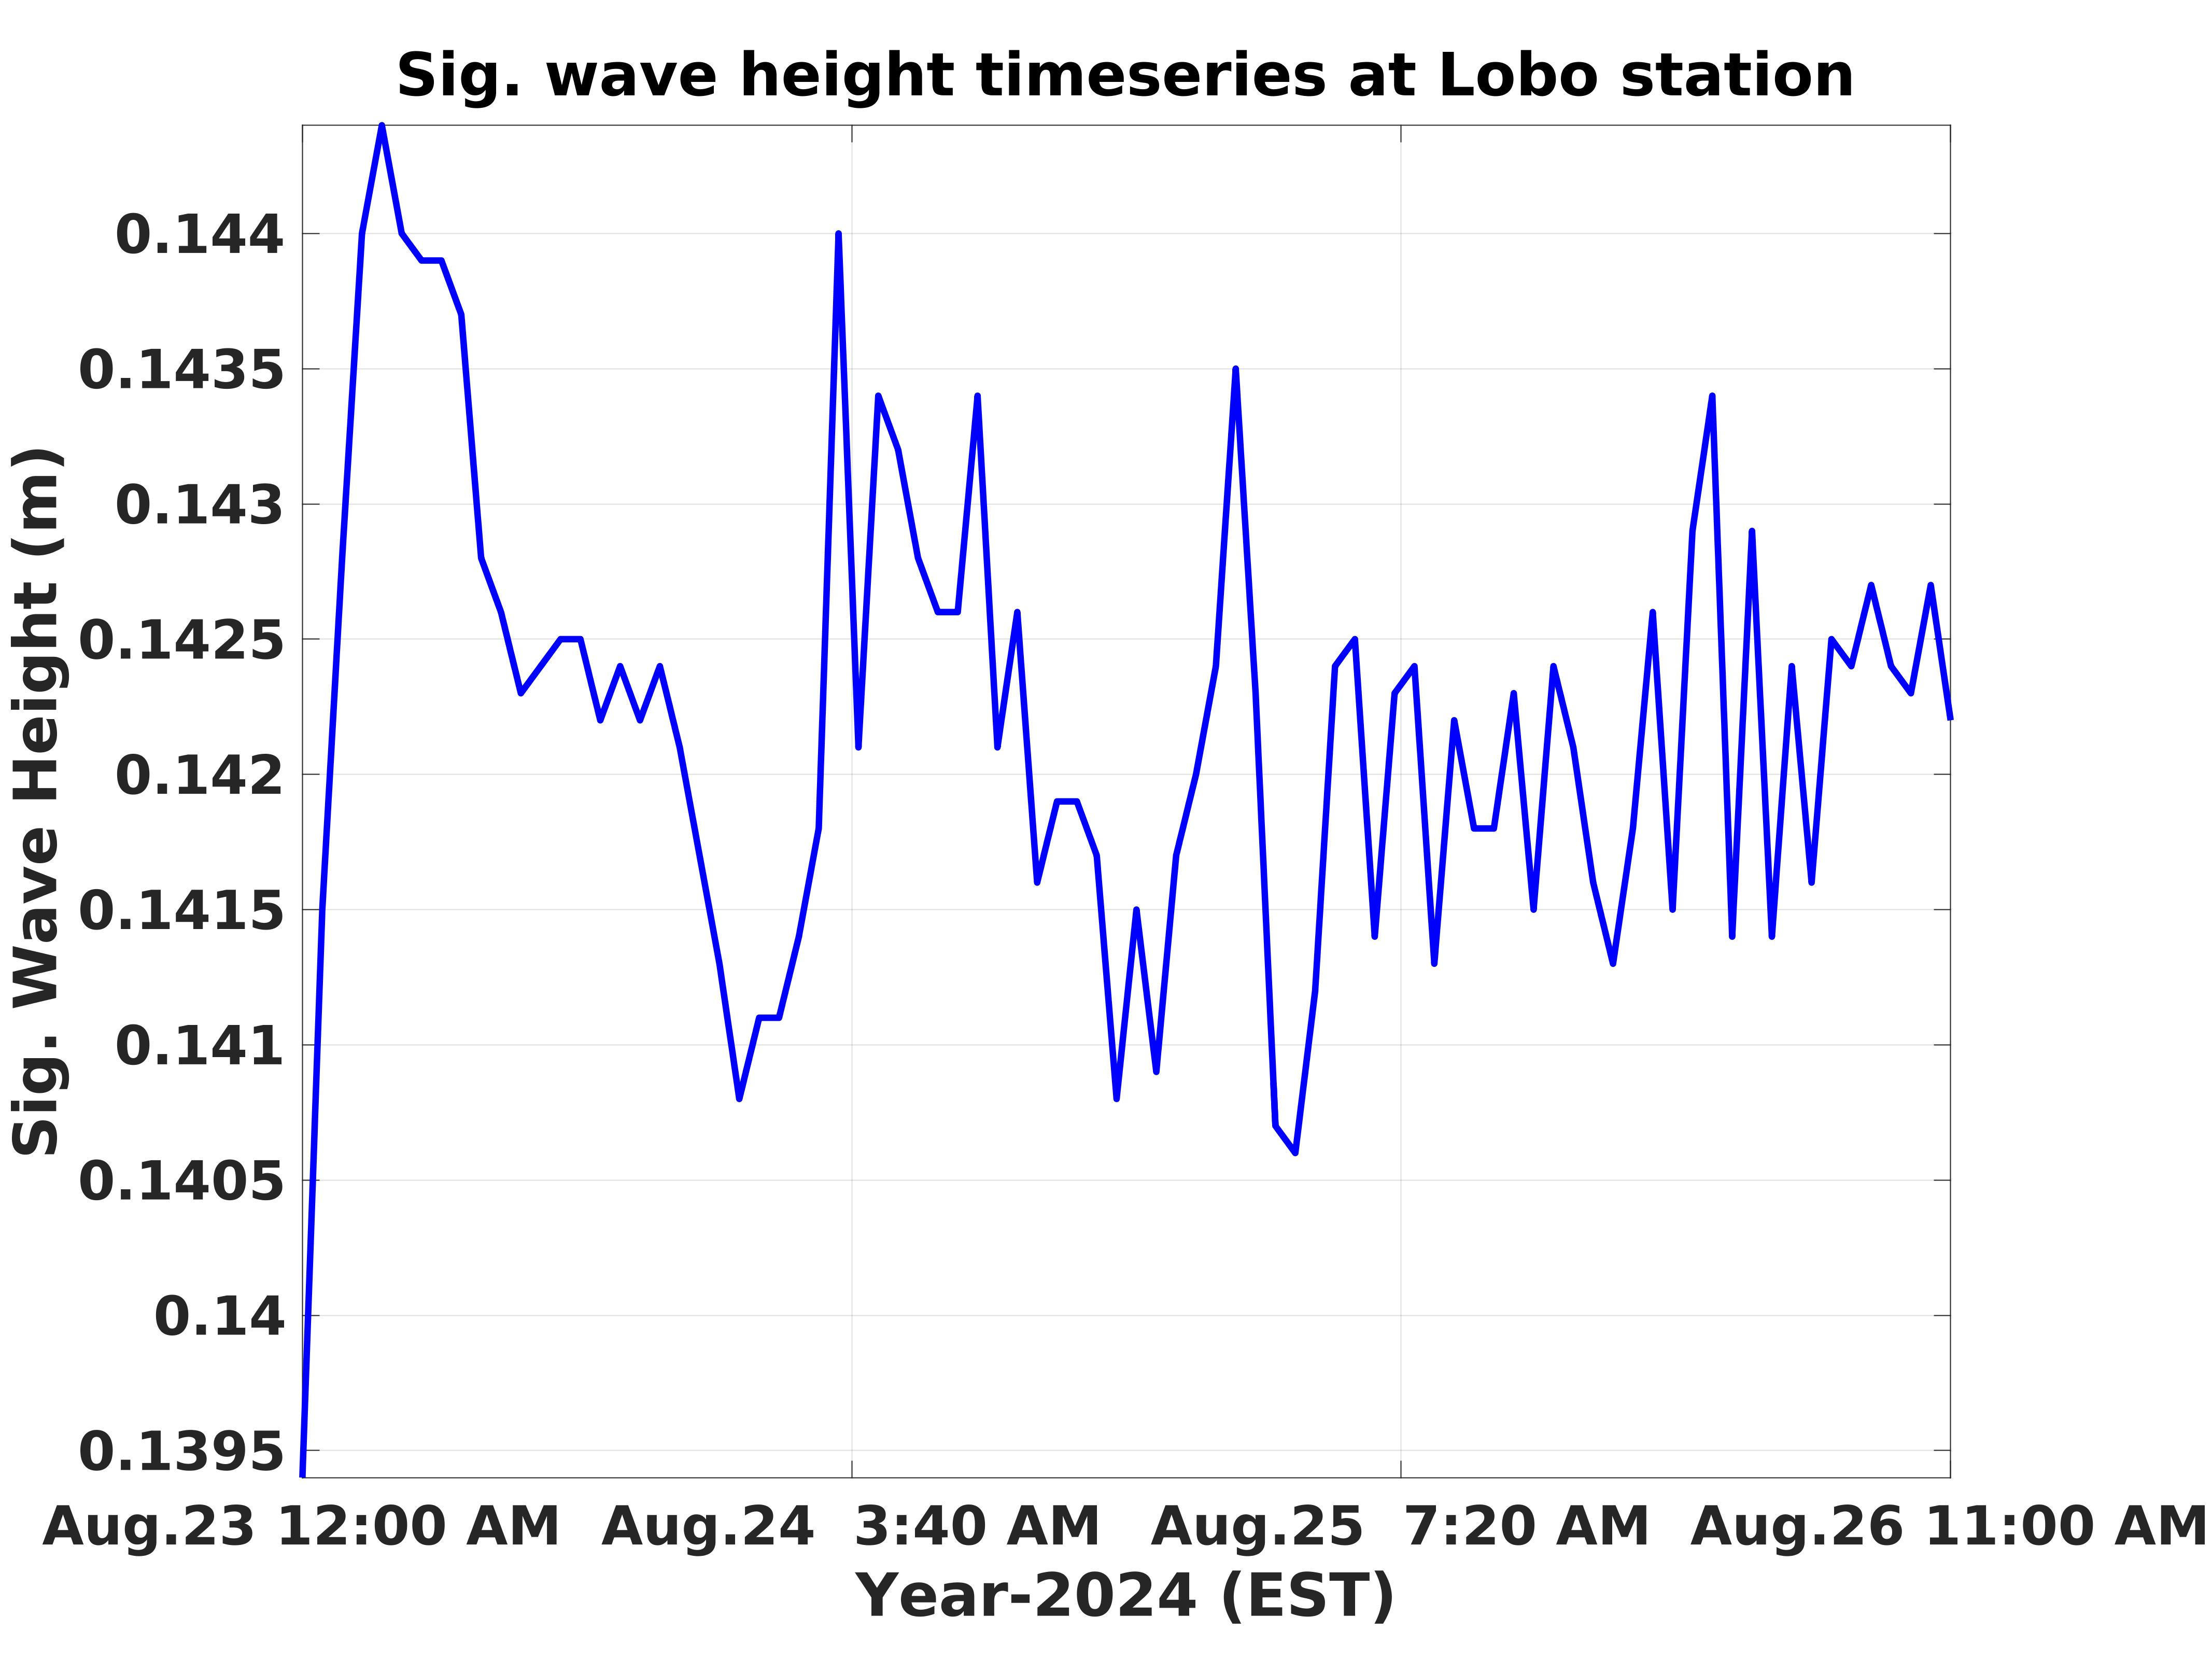 Sig. wave height timeseries at Lobo station
Sig. Wave Height (m)
0.144
0.1435
0.143
0.1425
0.142
0.1415
0.141
0.1405
0.14
0.1395
Aug.23 12:00 AM Aug.24 3:40 AM Aug.25 7:20 AM Aug.26 11:00 AM
Year-2024 (EST)